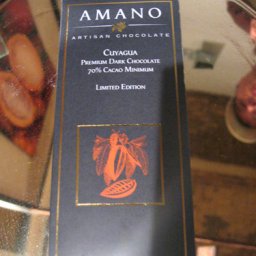 AMANO
ARTISAN CHOCOLATE
CUYAGUA
PREMIUM DARK CHOCOLATE
70% CACAO MINIMUM
LIMITED EDITION